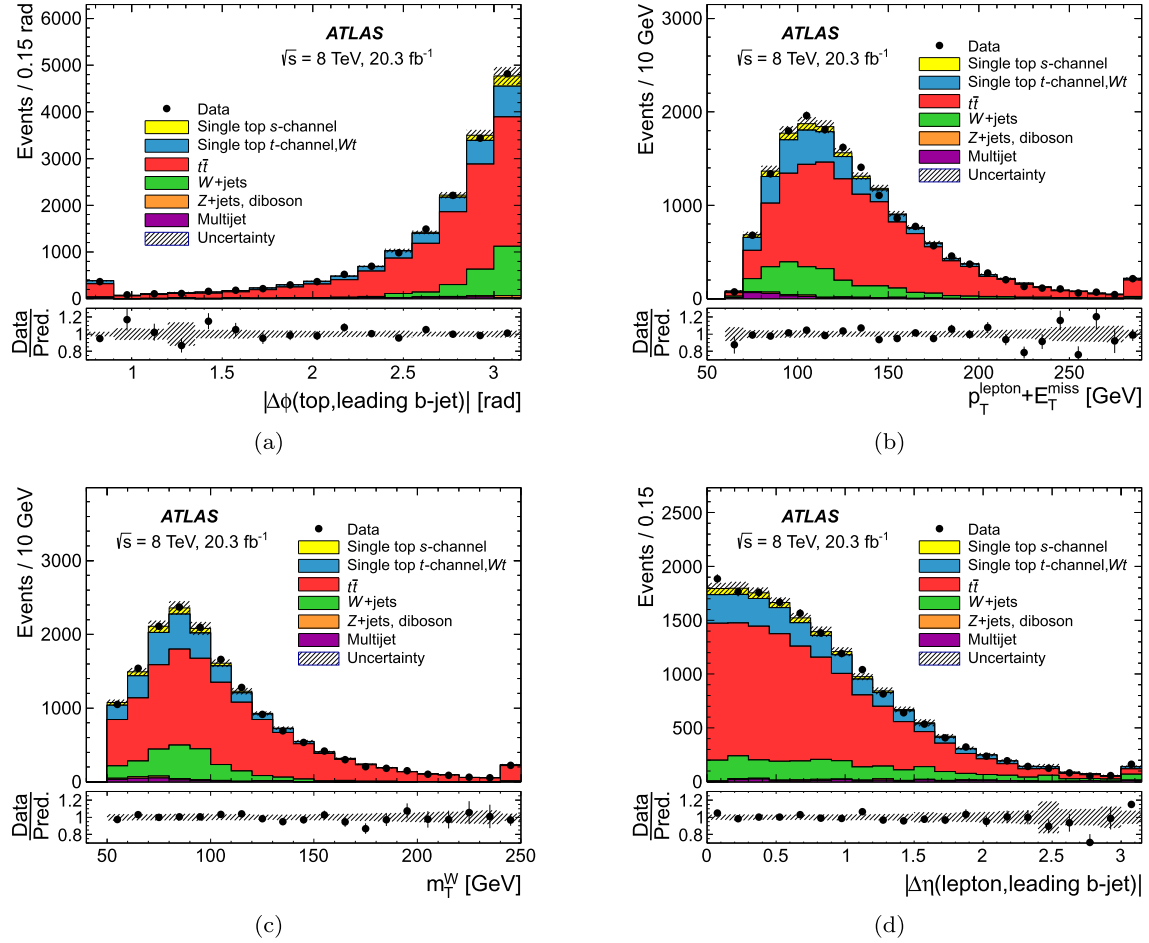 Events / 0.15 rad
6000
5000
4000
3000
2000
1000
0
ATLAS
√s = 8 TeV, 20.3 fb⁻¹
Data
Single top s-channel
Single top t-channel,Wt
tt̄
W+jets
Z+jets, diboson
Multijet
Uncertainty
Data
Pred.
1.2
1
0.8
1 1.5 2 2.5 3
|Δϕ(top,leading b-jet)| [rad]
(a)
Events / 10 GeV
3000
2000
1000
0
ATLAS
√s = 8 TeV, 20.3 fb⁻¹
Data
Single top s-channel
Single top t-channel,Wt
tt̄
W+jets
Z+jets, diboson
Multijet
Uncertainty
Data
Pred.
1.2
1
0.8
50 100 150 200 250
p_T^lepton+E_T^miss [GeV]
(b)
Events / 10 GeV
3000
2000
1000
0
ATLAS
√s = 8 TeV, 20.3 fb⁻¹
Data
Single top s-channel
Single top t-channel,Wt
tt̄
W+jets
Z+jets, diboson
Multijet
Uncertainty
Data
Pred.
1.2
1
0.8
50 100 150 200 250
m_T^W [GeV]
(c)
Events / 0.15
2500
2000
1500
1000
500
0
ATLAS
√s = 8 TeV, 20.3 fb⁻¹
Data
Single top s-channel
Single top t-channel,Wt
tt̄
W+jets
Z+jets, diboson
Multijet
Uncertainty
Data
Pred.
1.2
1
0.8
0 0.5 1 1.5 2 2.5 3
|Δη(lepton,leading b-jet)|
(d)